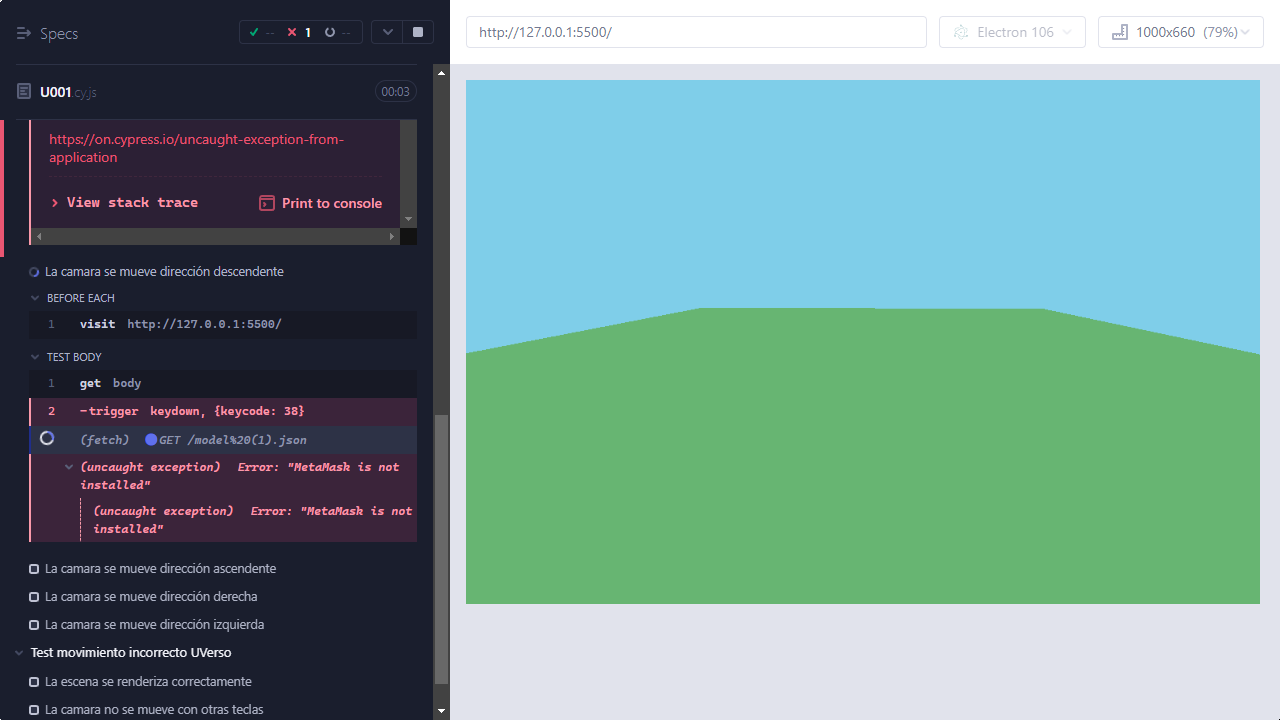 Specs
-- 1 --
U001.cy.js
00:03
https://on.cypress.io/uncaught-exception-from-
application
View stack trace
Print to console
La camara se mueve dirección descendente
BEFORE EACH
1 visit http://127.0.0.1:5500/
TEST BODY
1 get body
2 -trigger keydown, {keycode: 38}
(fetch) GET /model%20(1).json
(uncaught exception) Error: "MetaMask is not
installed"
(uncaught exception) Error: "MetaMask is not
installed"
La camara se mueve dirección ascendente
La camara se mueve dirección derecha
La camara se mueve dirección izquierda
Test movimiento incorrecto UVerso
La escena se renderiza correctamente
La camara no se mueve con otras teclas
http://127.0.0.1:5500/
Electron 106
1000x660 (79%)